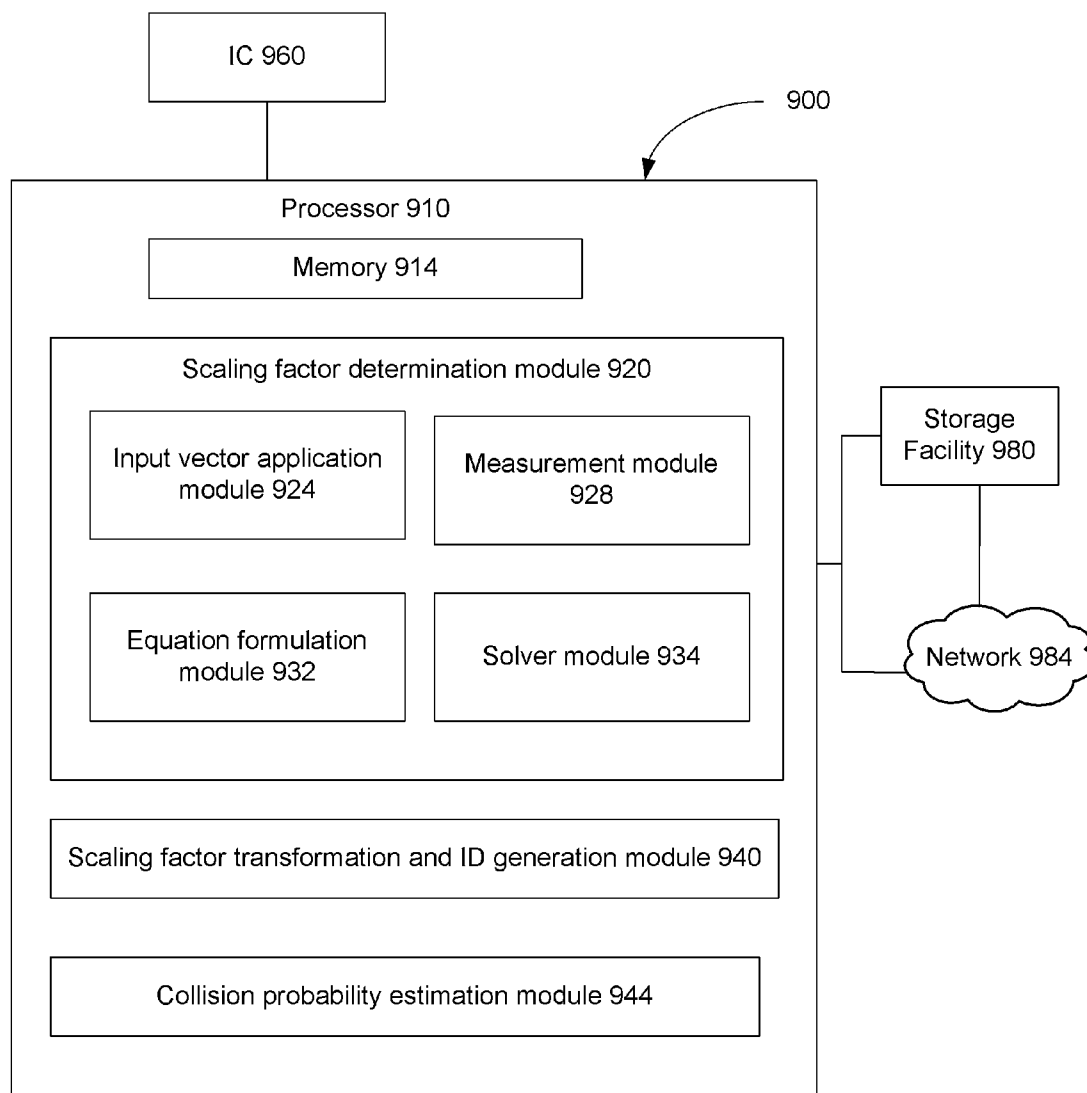 IC 960
900
Processor 910
Memory 914
Scaling factor determination module 920
Input vector application
module 924
Measurement module
928
Equation formulation
module 932
Solver module 934
Storage
Facility 980
Network 984
Scaling factor transformation and ID generation module 940
Collision probability estimation module 944